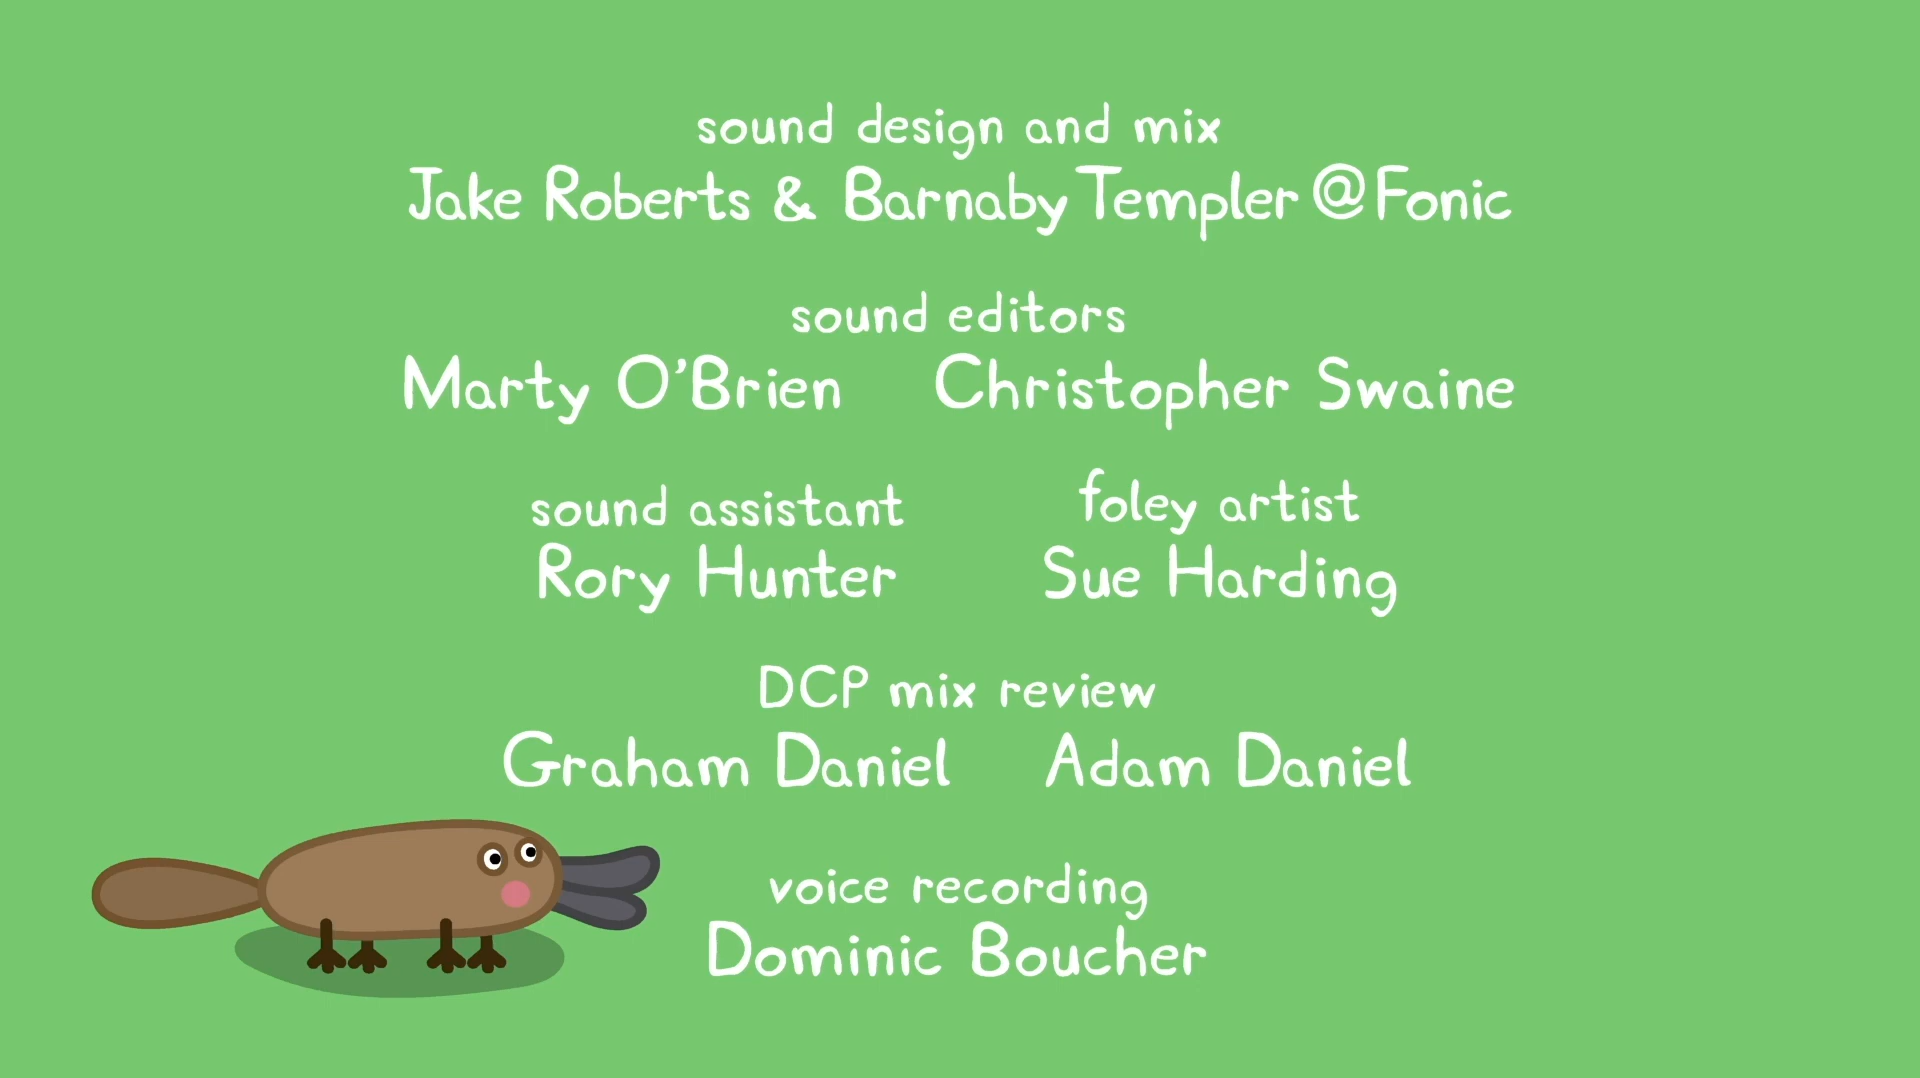 sound design and mix
Jake Roberts & Barnaby Templer @ Fonic
sound editors
Marty O'Brien Christopher Swaine
sound assistant foley artist
Rory Hunter Sue Harding
DCP mix review
Graham Daniel Adam Daniel
voice recording
Dominic Boucher